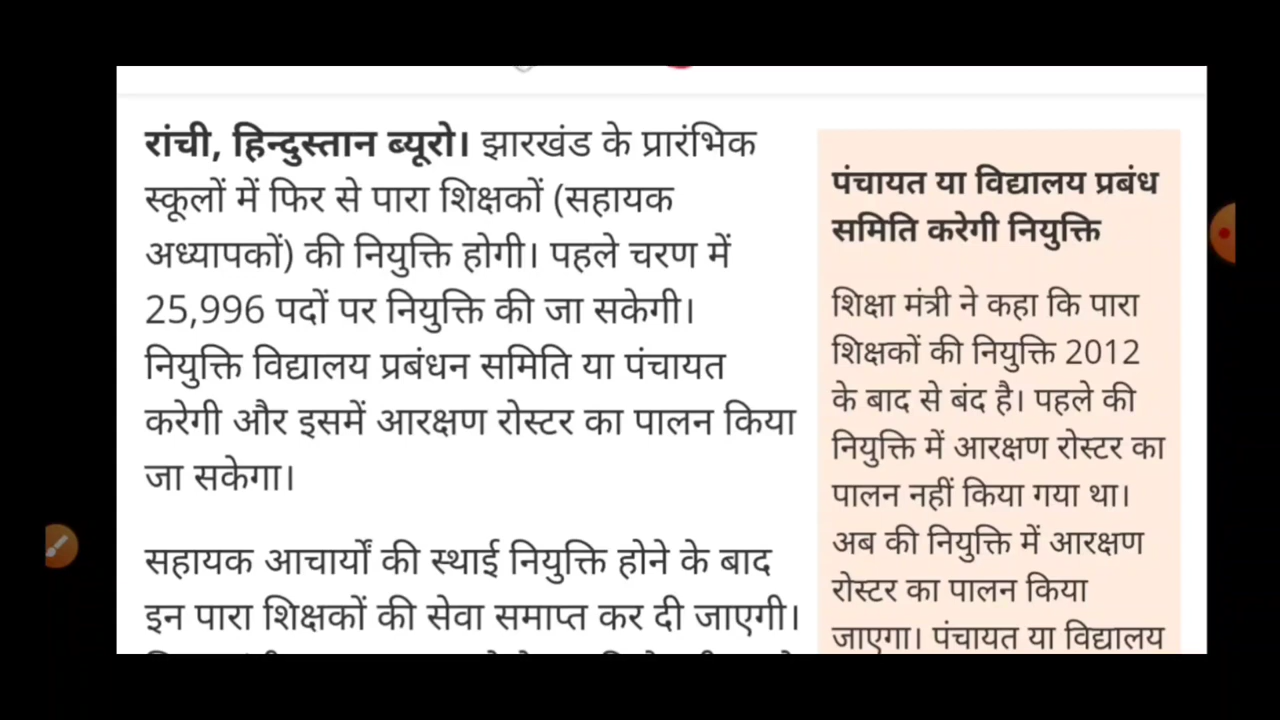 रांची, हिन्दुस्तान ब्यूरो। झारखंड के प्रारंभिक
स्कूलों में फिर से पारा शिक्षकों (सहायक
अध्यापकों) की नियुक्ति होगी। पहले चरण में
25,996 पदों पर नियुक्ति की जा सकेगी।
नियुक्ति विद्यालय प्रबंधन समिति या पंचायत
करेगी और इसमें आरक्षण रोस्टर का पालन किया
जा सकेगा।
सहायक आचार्यों की स्थाई नियुक्ति होने के बाद
इन पारा शिक्षकों की सेवा समाप्त कर दी जाएगी।
पंचायत या विद्यालय प्रबंध
समिति करेगी नियुक्ति
शिक्षा मंत्री ने कहा कि पारा
शिक्षकों की नियुक्ति 2012
के बाद से बंद है। पहले की
नियुक्ति में आरक्षण रोस्टर का
पालन नहीं किया गया था।
अब की नियुक्ति में आरक्षण
रोस्टर का पालन किया
जाएगा। पंचायत या विद्यालय